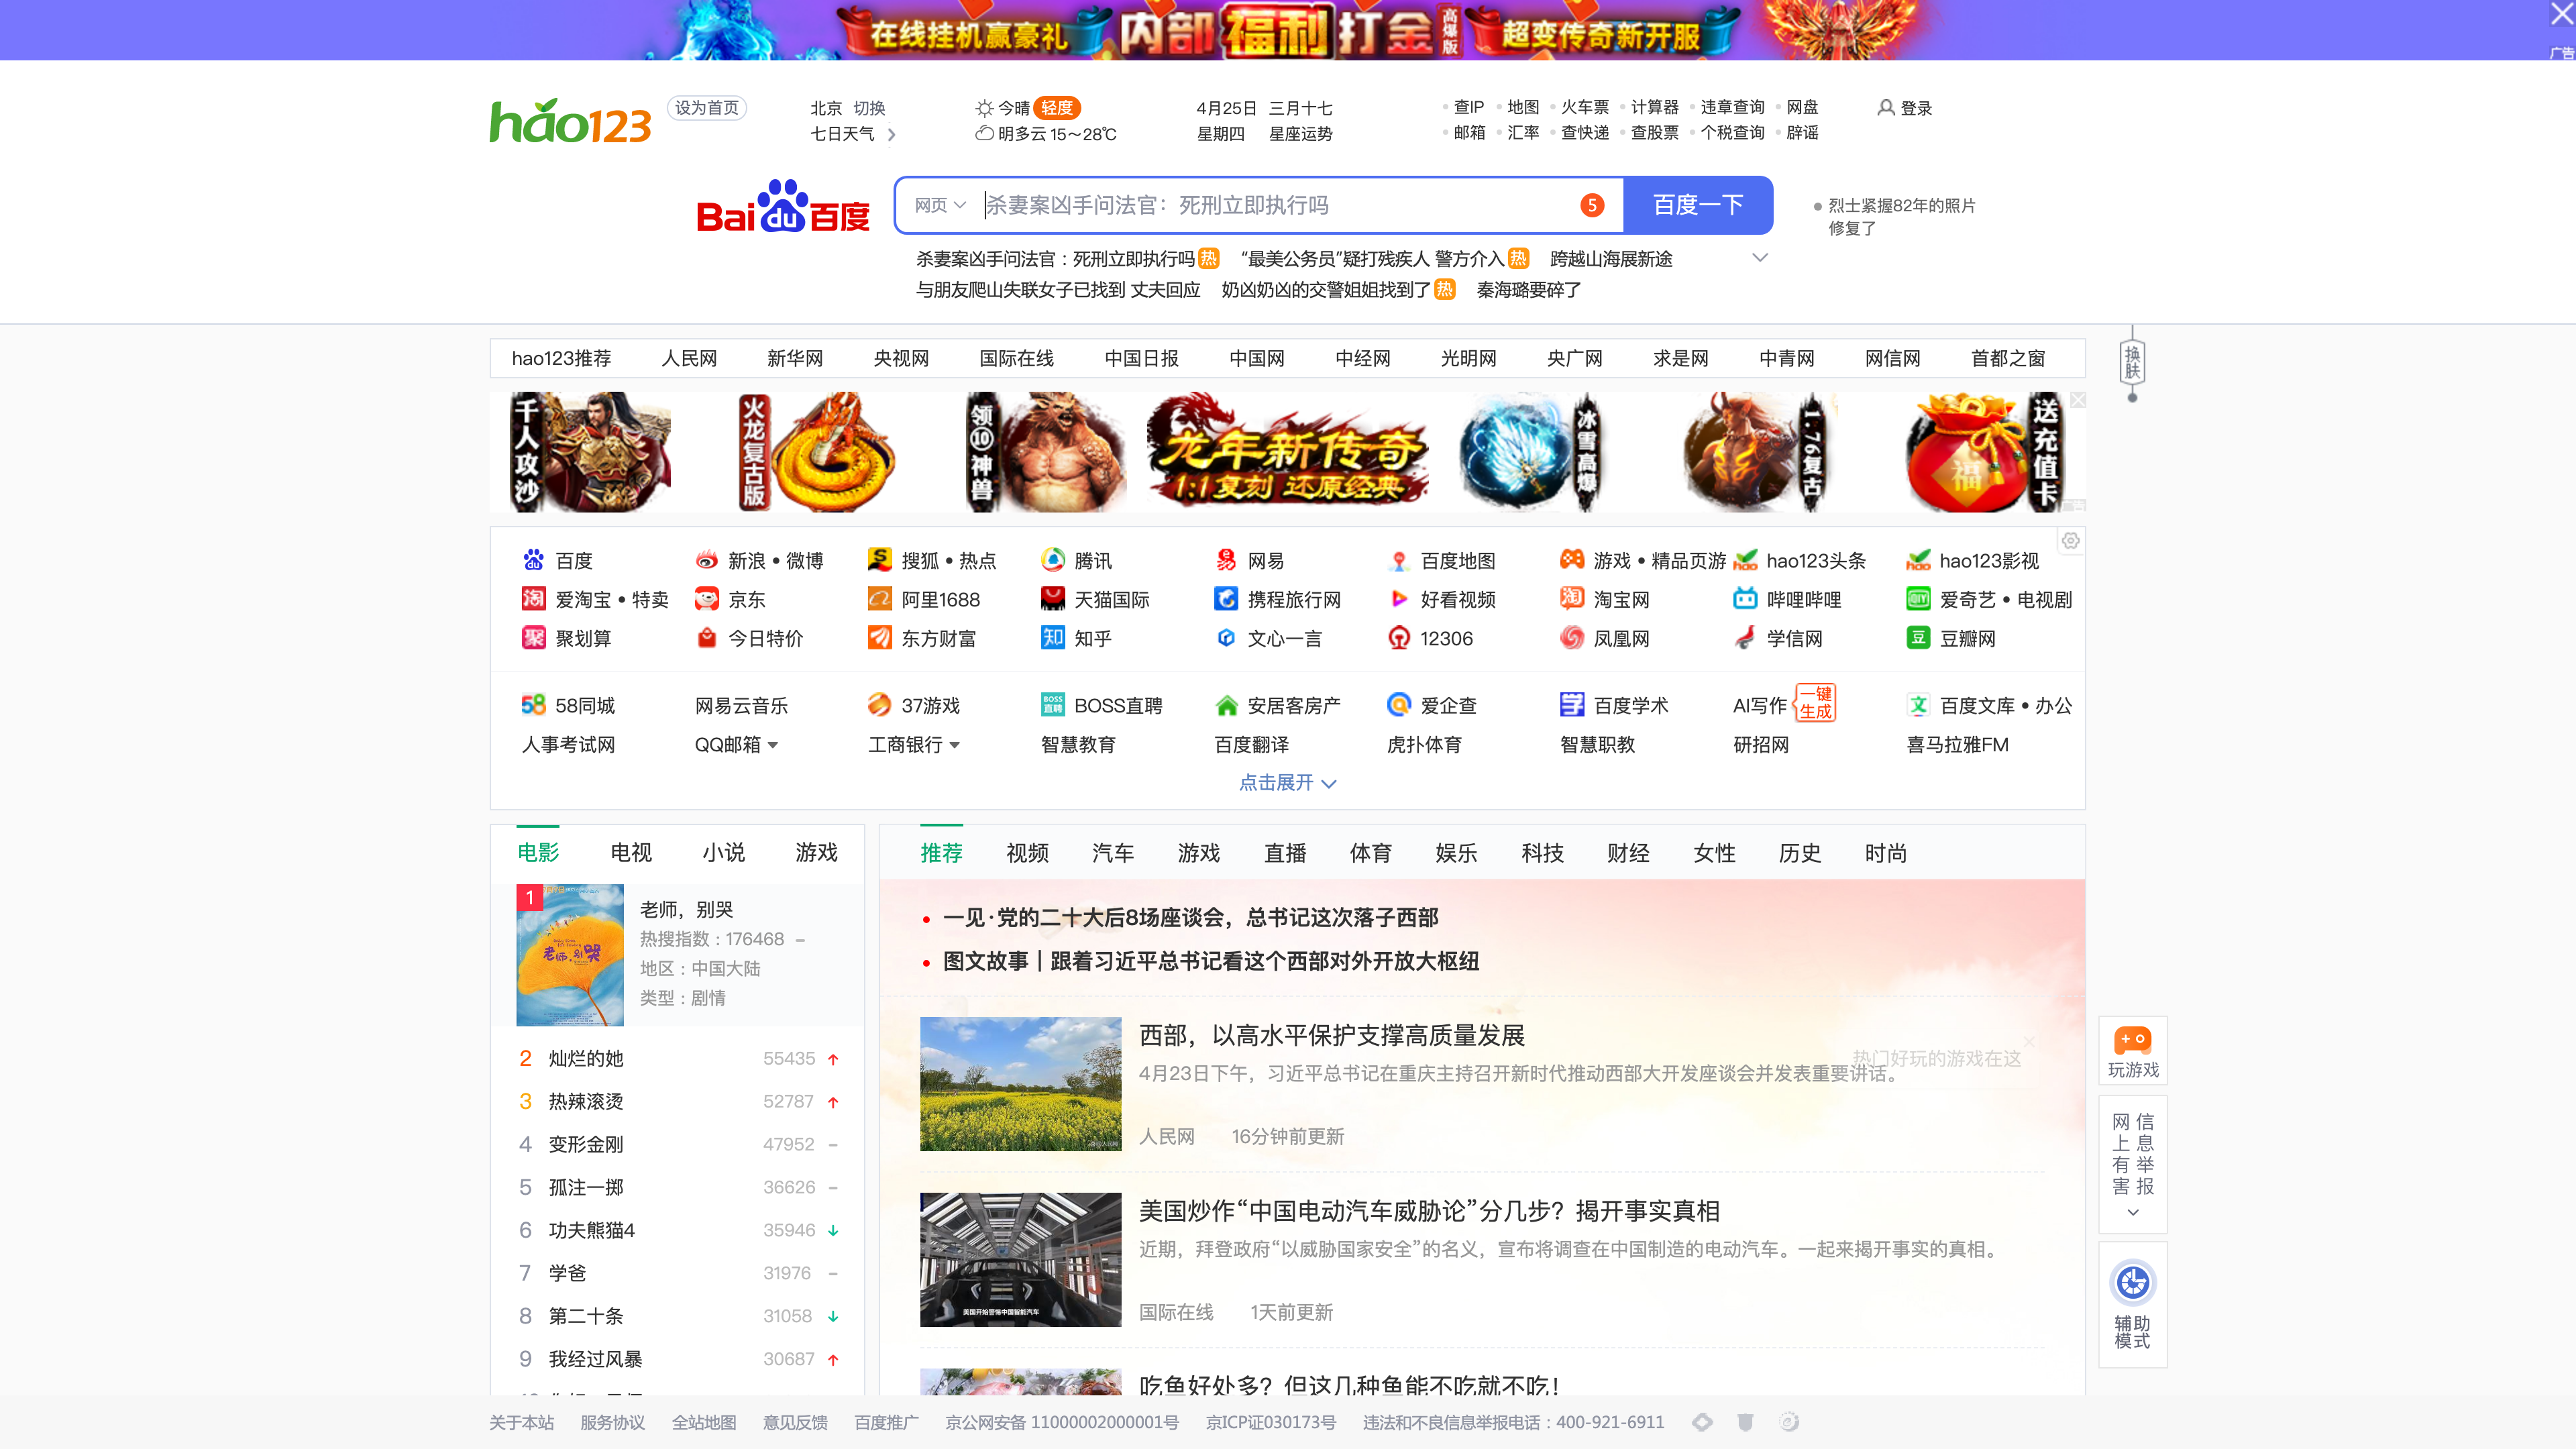 在线挂机赢豪礼 内部福利打金 高爆版 超变传奇新开服
广告
hao123 设为首页 北京 切换 今晴 轻度 4月25日 三月十七 查IP 地图 火车票 计算器 违章查询 网盘 登录
七日天气 明多云 15～28℃ 星期四 星座运势 邮箱 汇率 查快递 查股票 个税查询 辟谣
Baidu百度 网页 杀妻案凶手问法官：死刑立即执行吗 5 百度一下
烈士紧握82年的照片
修复了
杀妻案凶手问法官：死刑立即执行吗 热 “最美公务员”疑打残疾人 警方介入 热 跨越山海展新途
与朋友爬山失联女子已找到 丈夫回应 奶凶奶凶的交警姐姐找到了 热 秦海璐要碎了
hao123推荐 人民网 新华网 央视网 国际在线 中国日报 中国网 中经网 光明网 央广网 求是网 中青网 网信网 首都之窗
换肤
千人攻沙 火龙复古版 领⑩神兽 龙年新传奇 冰雪高爆 1.76复古 福 送充值卡
1:1复刻 还原经典
百度 新浪 • 微博 搜狐 • 热点 腾讯 网易 百度地图 游戏 • 精品页游 hao123头条 hao123影视
爱淘宝 • 特卖 京东 阿里1688 天猫国际 携程旅行网 好看视频 淘宝网 哔哩哔哩 爱奇艺 • 电视剧
聚划算 今日特价 东方财富 知乎 文心一言 12306 凤凰网 学信网 豆瓣网
58同城 网易云音乐 37游戏 BOSS直聘 安居客房产 爱企查 百度学术 AI写作 一键生成 百度文库 • 办公
人事考试网 QQ邮箱 工商银行 智慧教育 百度翻译 虎扑体育 智慧职教 研招网 喜马拉雅FM
点击展开
电影 电视 小说 游戏
1
老师，别哭
热搜指数 : 176468 –
地区 : 中国大陆
类型 : 剧情
2 灿烂的她 55435 ↑
3 热辣滚烫 52787 ↑
4 变形金刚 47952 –
5 孤注一掷 36626 –
6 功夫熊猫4 35946 ↓
7 学爸 31976 –
8 第二十条 31058 ↓
9 我经过风暴 30687 ↑
推荐 视频 汽车 游戏 直播 体育 娱乐 科技 财经 女性 历史 时尚
一见·党的二十大后8场座谈会，总书记这次落子西部
图文故事｜跟着习近平总书记看这个西部对外开放大枢纽
西部，以高水平保护支撑高质量发展
4月23日下午，习近平总书记在重庆主持召开新时代推动西部大开发座谈会并发表重要讲话。
热门好玩的游戏在这
人民网 16分钟前更新
美国炒作“中国电动汽车威胁论”分几步？揭开事实真相
近期，拜登政府“以威胁国家安全”的名义，宣布将调查在中国制造的电动汽车。一起来揭开事实的真相。
美国开始警惕中国智能汽车
国际在线 1天前更新
吃鱼好处多？但这几种鱼能不吃就不吃！
玩游戏
网上有害
信息举报
辅助
模式
关于本站 服务协议 全站地图 意见反馈 百度推广 京公网安备 11000002000001号 京ICP证030173号 违法和不良信息举报电话：400-921-6911